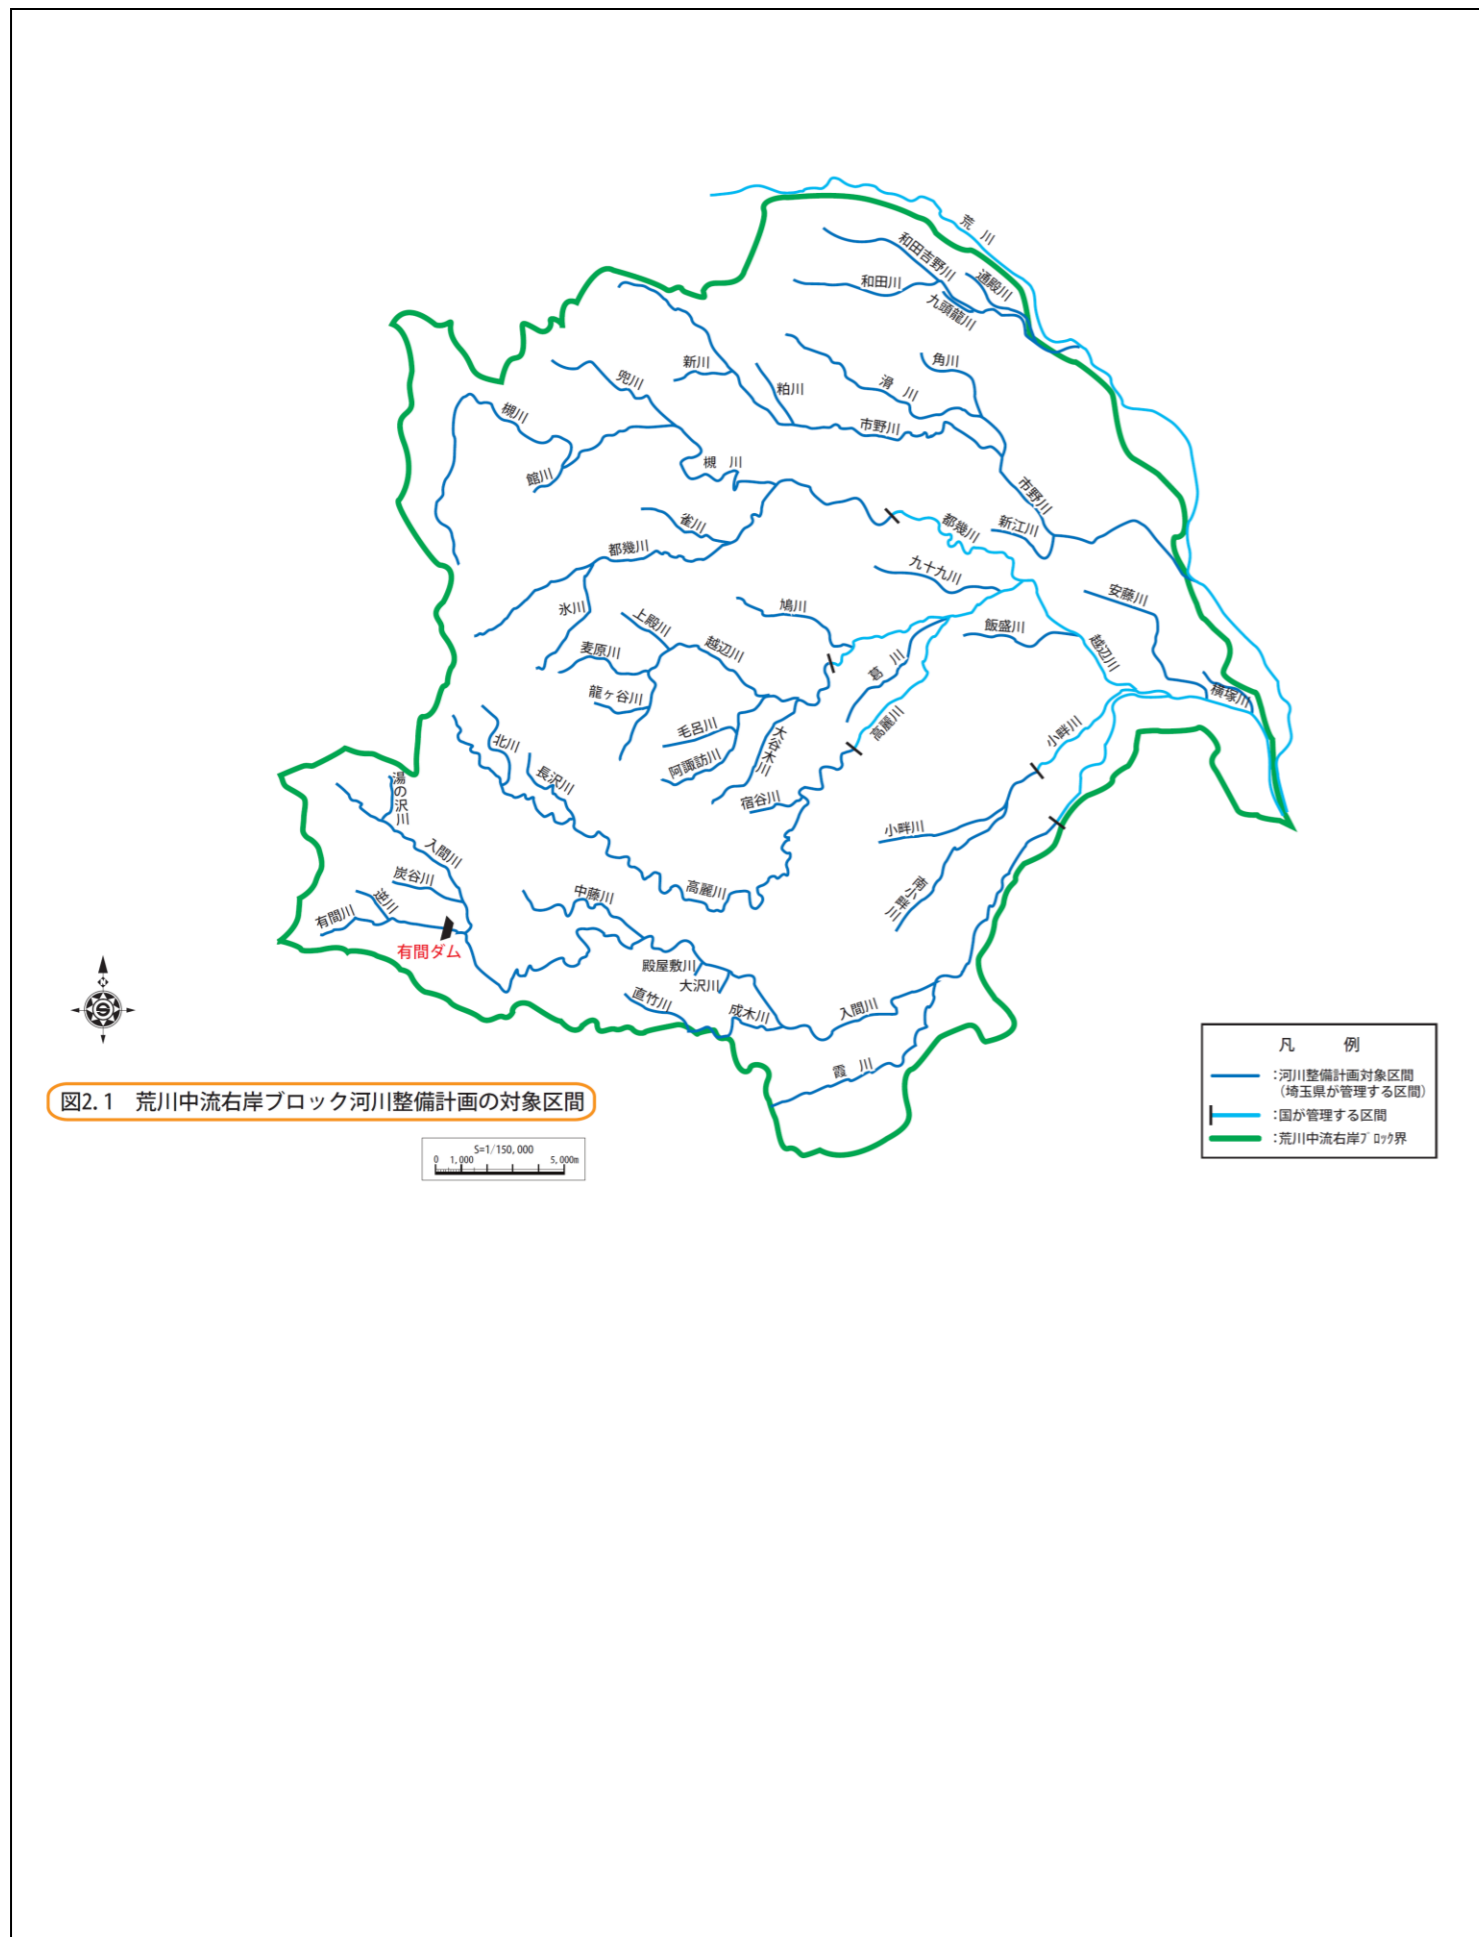 荒 川
和田吉野川
通殿川
和田川
九頭龍川
角川
新川
兜川
粕川
滑 川
槻川
市野川
槻 川
館川
市野川
雀川
都幾川
新江川
都幾川
九十九川
安藤川
氷川
上殿川
鳩川
飯盛川
麦原川
越辺川
越辺川
葛 川
龍ヶ谷川
横塚川
毛呂川
大谷木川
高麗川
小畔川
北川
阿諏訪川
長沢川
湯の沢川
宿谷川
小畔川
入間川
炭谷川
南小畔川
逆川
中藤川
高麗川
有間川
有間ダム
殿屋敷川
大沢川
直竹川
成木川
入間川
霞 川
N
S
図2.1 荒川中流右岸ブロック河川整備計画の対象区間
S=1/150,000
0 1,000 5,000m
凡 例
：河川整備計画対象区間
（埼玉県が管理する区間）
：国が管理する区間
：荒川中流右岸ﾌﾞﾛｯｸ界